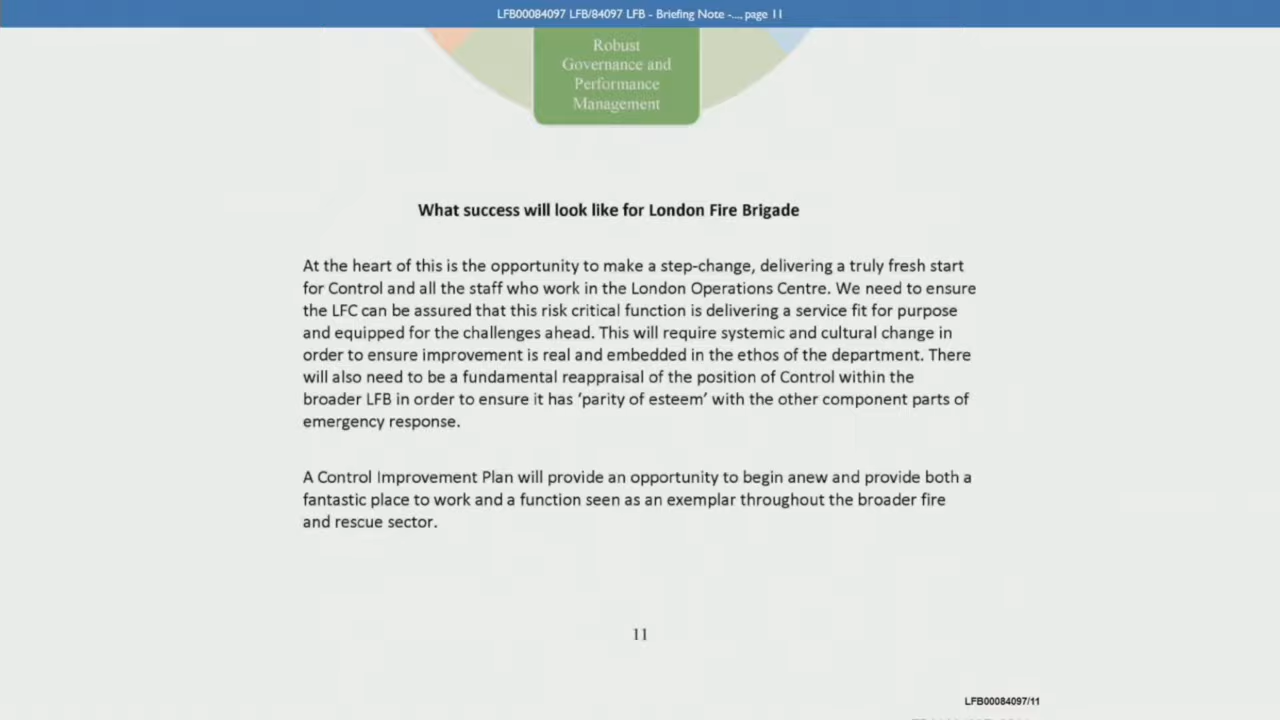 LFB00084097 LFB/84097 LFB - Briefing Note -..., page 11
Robust
Governance and
Performance
Management
What success will look like for London Fire Brigade
At the heart of this is the opportunity to make a step-change, delivering a truly fresh start
for Control and all the staff who work in the London Operations Centre. We need to ensure
the LFC can be assured that this risk critical function is delivering a service fit for purpose
and equipped for the challenges ahead. This will require systemic and cultural change in
order to ensure improvement is real and embedded in the ethos of the department. There
will also need to be a fundamental reappraisal of the position of Control within the
broader LFB in order to ensure it has ‘parity of esteem’ with the other component parts of
emergency response.
A Control Improvement Plan will provide an opportunity to begin anew and provide both a
fantastic place to work and a function seen as an exemplar throughout the broader fire
and rescue sector.
11
LFB00084097/11